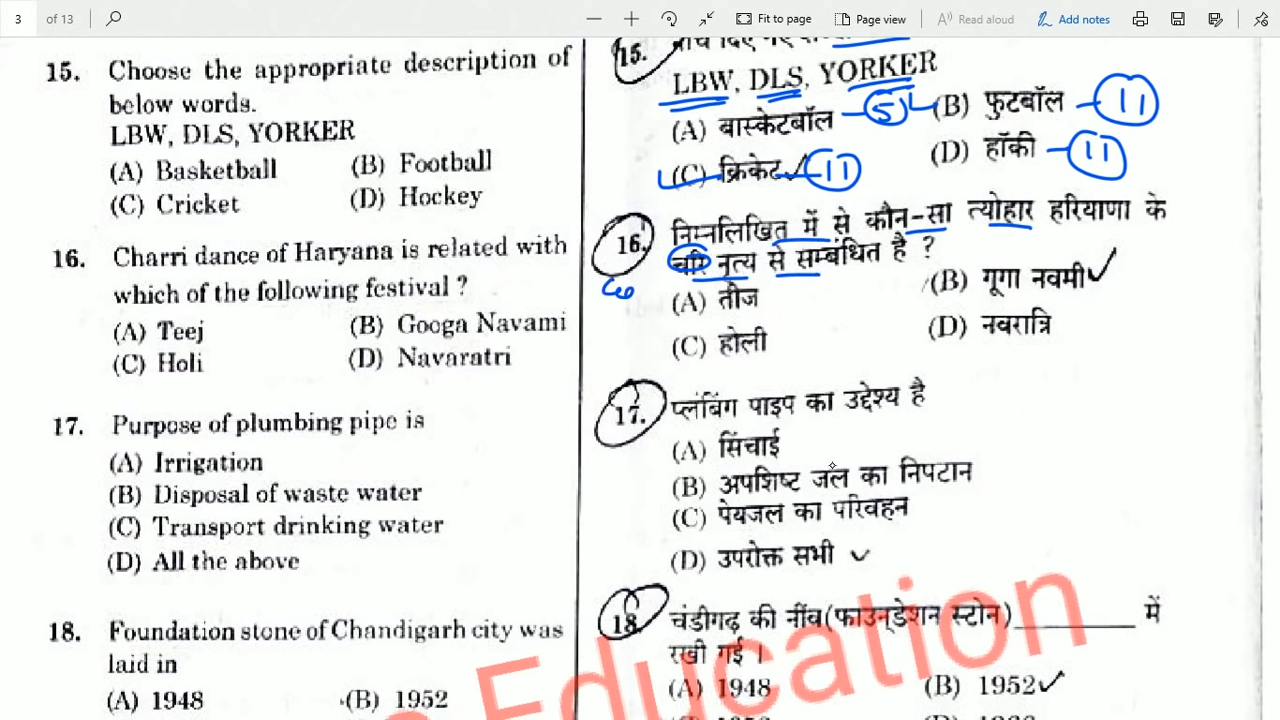 3 of 13
Fit to page
Page view
Read aloud
Add notes
15. Choose the appropriate description of
below words.
LBW, DLS, YORKER
(A) Basketball (B) Football
(C) Cricket (D) Hockey
16. Charri dance of Haryana is related with
which of the following festival ?
(A) Teej (B) Googa Navami
(C) Holi (D) Navaratri
17. Purpose of plumbing pipe is
(A) Irrigation
(B) Disposal of waste water
(C) Transport drinking water
(D) All the above
18. Foundation stone of Chandigarh city was
laid in
(A) 1948 (B) 1952
15.
LBW, DLS, YORKER
(A) बास्केटबॉल 5 (B) फुटबॉल 11
(C) क्रिकेट 11 (D) हॉकी 11
16. निम्नलिखित में से कौन-सा त्योहार हरियाणा के
चरि नृत्य से सम्बंधित है ?
(A) तीज (B) गूगा नवमी
(C) होली (D) नवरात्रि
17. प्लंबिंग पाइप का उद्देश्य है
(A) सिंचाई
(B) अपशिष्ट जल का निपटान
(C) पेयजल का परिवहन
(D) उपरोक्त सभी
18. चंडीगढ़ की नींव(फाउन्डेशन स्टोन)_________ में
रखी गई ।
(A) 1948 (B) 1952
Education